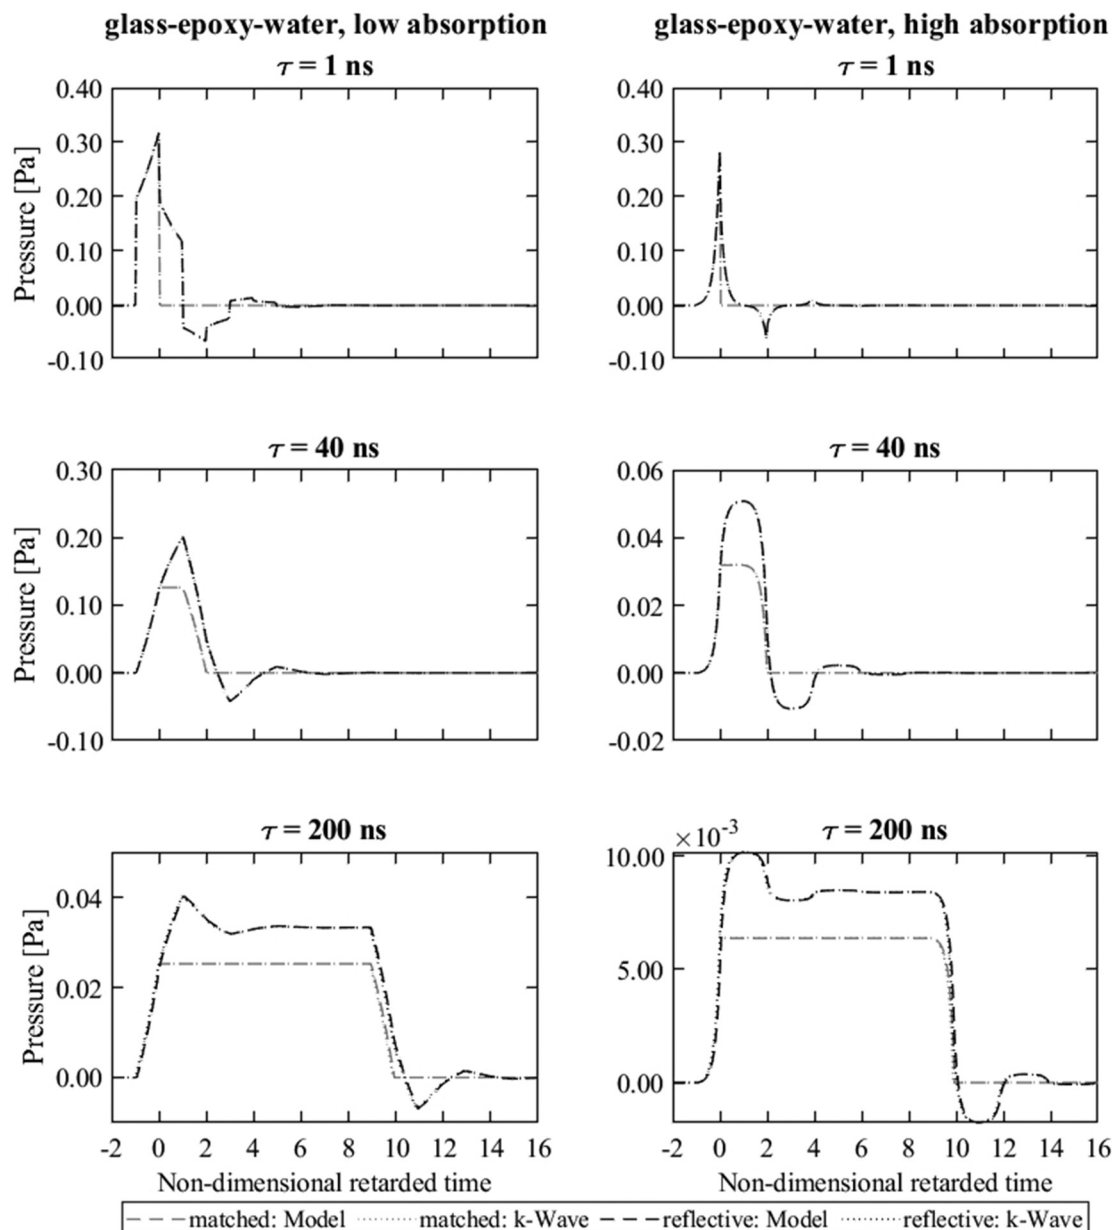 glass-epoxy-water, low absorption
glass-epoxy-water, high absorption
τ = 1 ns
τ = 1 ns
0.40
0.30
0.20
0.10
0.00
-0.10
Pressure [Pa]
0.40
0.30
0.20
0.10
0.00
-0.10
τ = 40 ns
τ = 40 ns
0.30
0.20
0.10
0.00
-0.10
Pressure [Pa]
0.06
0.04
0.02
0.00
-0.02
τ = 200 ns
×10⁻³ τ = 200 ns
0.04
0.02
0.00
Pressure [Pa]
10.00
5.00
0.00
-2 0 2 4 6 8 10 12 14 16
-2 0 2 4 6 8 10 12 14 16
Non-dimensional retarded time
Non-dimensional retarded time
matched: Model matched: k-Wave reflective: Model reflective: k-Wave